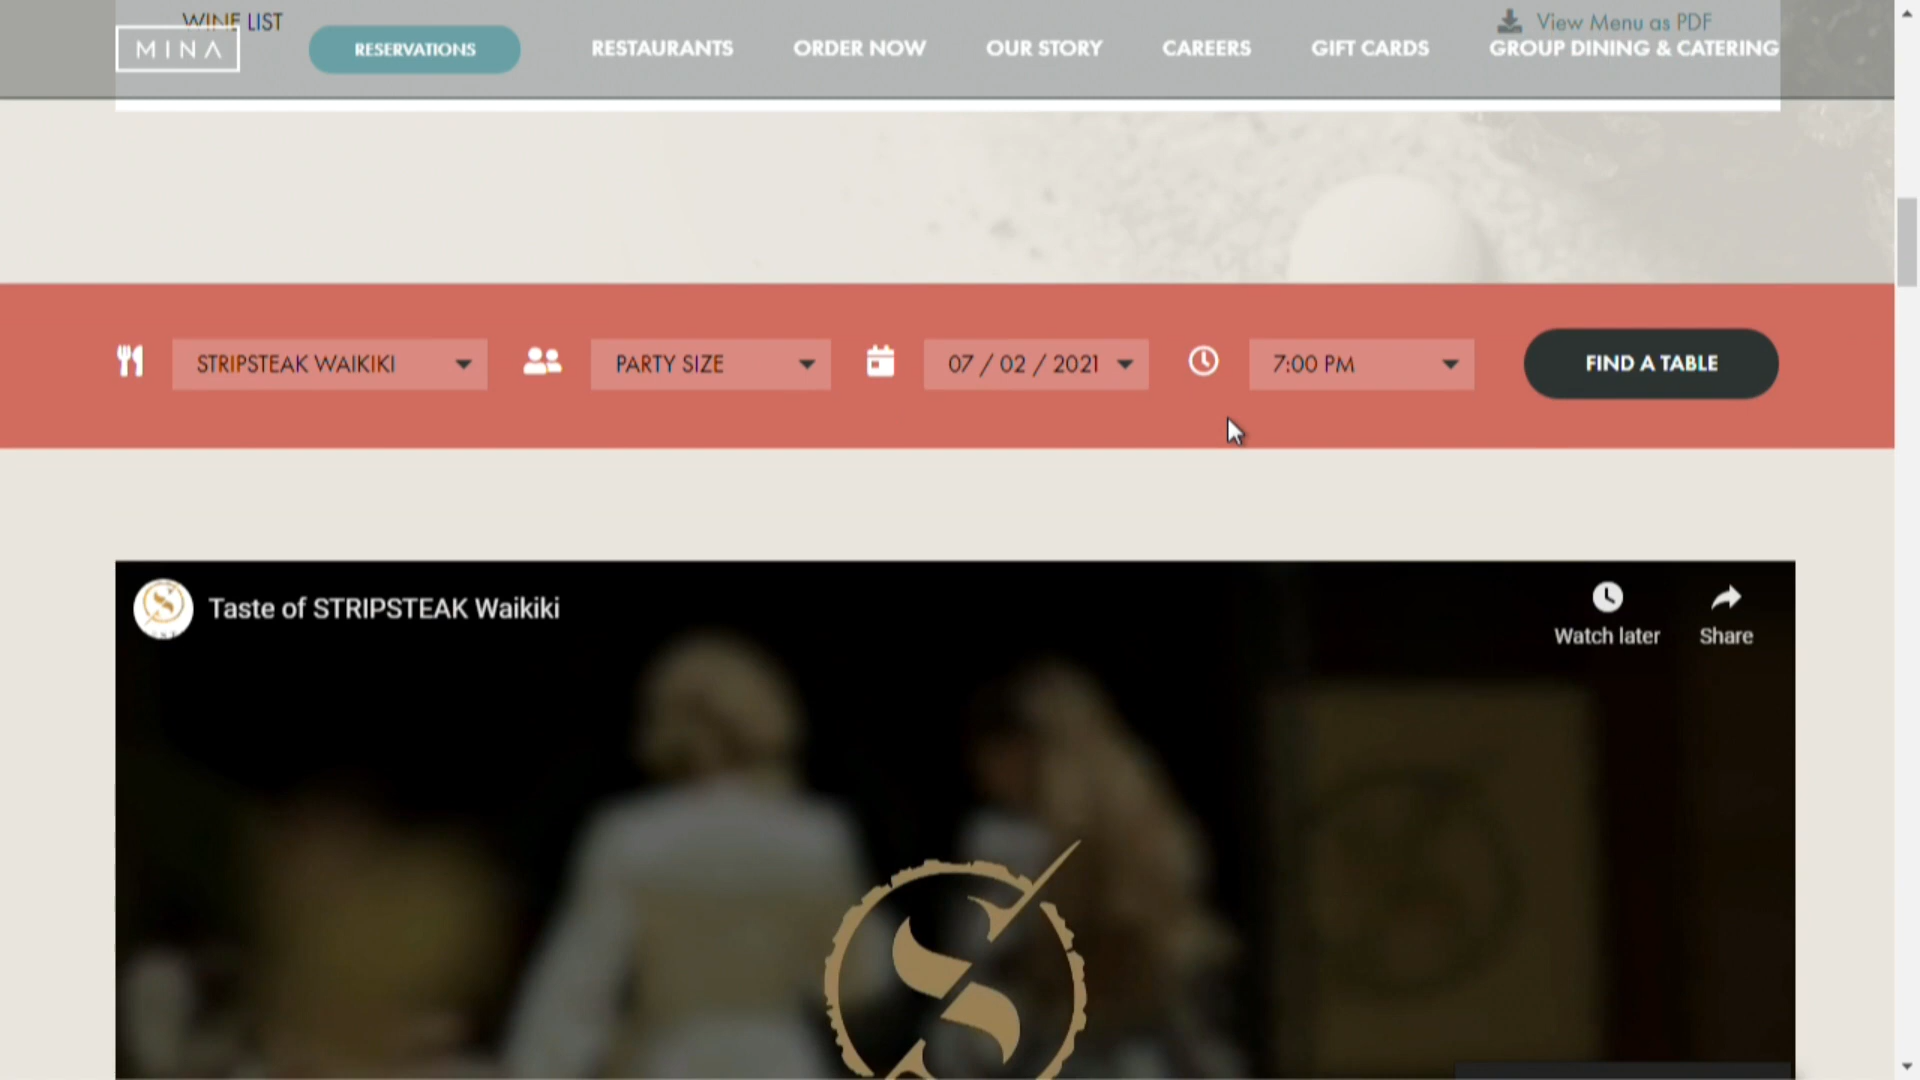 WINE LIST
View Menu as PDF
MINA
RESERVATIONS
RESTAURANTS
ORDER NOW
OUR STORY
CAREERS
GIFT CARDS
GROUP DINING & CATERING
STRIPSTEAK WAIKIKI
PARTY SIZE
07 / 02 / 2021
7:00 PM
FIND A TABLE
Taste of STRIPSTEAK Waikiki
Watch later
Share
S